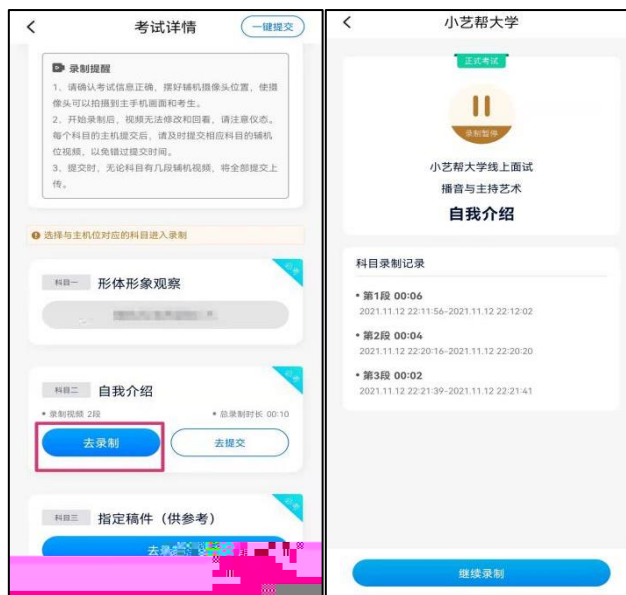 考试详情
一键提交
录制提醒
1、请确认考试信息正确，摆好辅机摄像头位置，使摄
像头可以拍摄到主手机画面和考生。
2、开始录制后，视频无法修改和回看，请注意仪态。
每个科目的主机提交后，请及时提交相应科目的辅机
位视频，以免错过提交时间。
3、提交时，无论科目有几段辅机视频，将全部提交上
传。
选择与主机位对应的科目进入录制
科目一 形体形象观察
科目二 自我介绍
• 录制视频 2段 • 总录制时长 00:10
去录制 去提交
科目三 指定稿件（供参考）
小艺帮大学
正式考试
录制暂停
小艺帮大学线上面试
播音与主持艺术
自我介绍
科目录制记录
• 第1段 00:06
2021.11.12 22:11:56-2021.11.12 22:12:02
• 第2段 00:04
2021.11.12 22:20:16-2021.11.12 22:20:20
• 第3段 00:02
2021.11.12 22:21:39-2021.11.12 22:21:41
继续录制